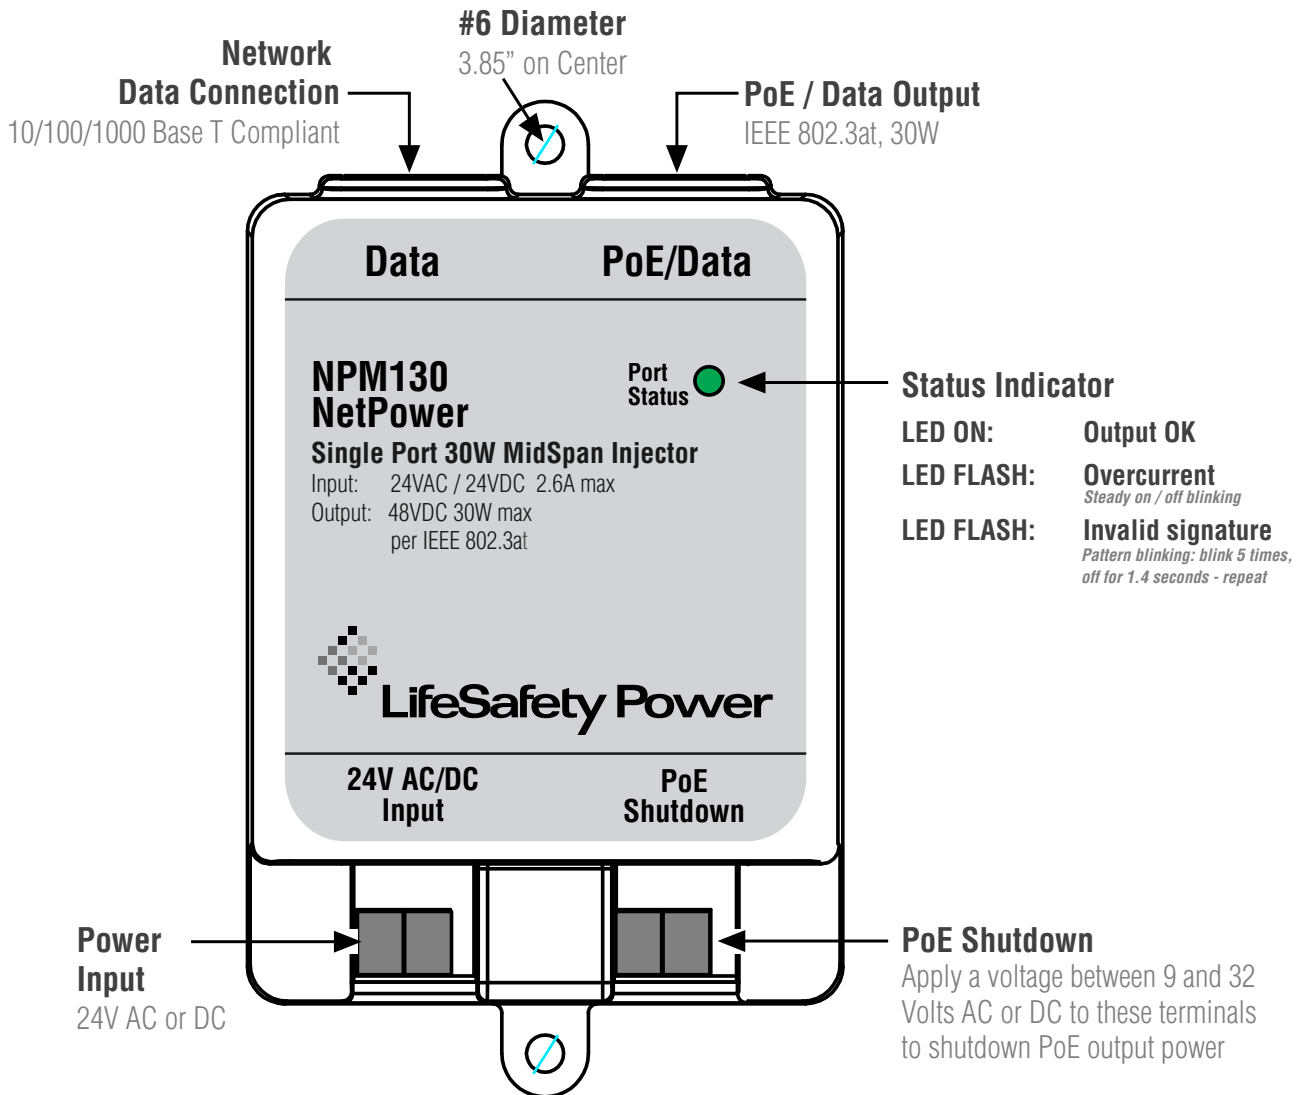 #6 Diameter
3.85” on Center
Network
Data Connection
10/100/1000 Base T Compliant
PoE / Data Output
IEEE 802.3at, 30W
Data
PoE/Data
NPM130
NetPower
Port
Status
Single Port 30W MidSpan Injector
Input: 24VAC / 24VDC 2.6A max
Output: 48VDC 30W max
per IEEE 802.3at
Status Indicator
LED ON: Output OK
LED FLASH: Overcurrent
Steady on / off blinking
LED FLASH: Invalid signature
Pattern blinking: blink 5 times,
off for 1.4 seconds - repeat
LifeSafety Power
24V AC/DC
Input
PoE
Shutdown
Power
Input
24V AC or DC
PoE Shutdown
Apply a voltage between 9 and 32
Volts AC or DC to these terminals
to shutdown PoE output power